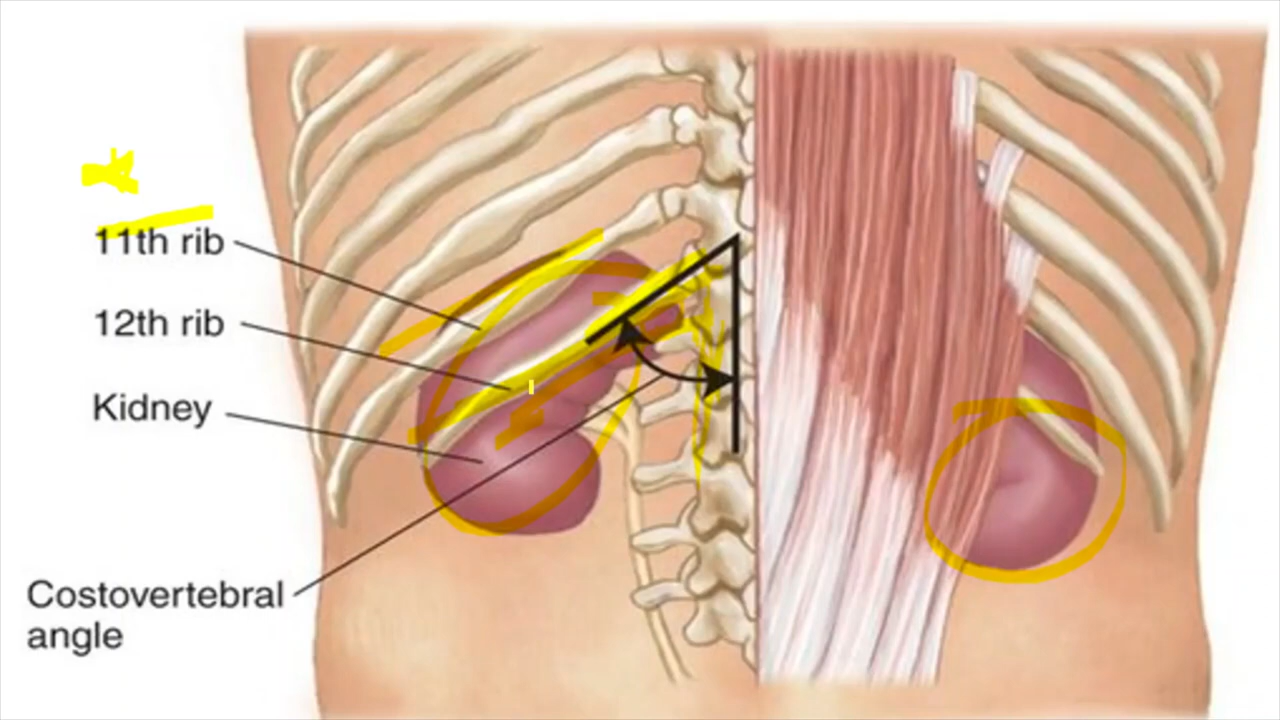 11th rib
12th rib
Kidney
Costovertebral
angle